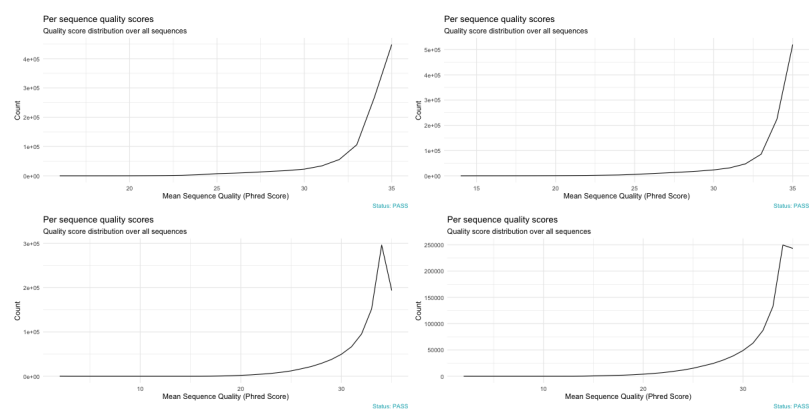 Per sequence quality scores
Quality score distribution over all sequences
4e+05
3e+05
2e+05
1e+05
0e+00
Count
20
25
30
35
Mean Sequence Quality (Phred Score)
Status: PASS
Per sequence quality scores
Quality score distribution over all sequences
5e+05
4e+05
3e+05
2e+05
1e+05
0e+00
Count
15
20
25
30
35
Mean Sequence Quality (Phred Score)
Status: PASS
Per sequence quality scores
Quality score distribution over all sequences
3e+05
2e+05
1e+05
0e+00
Count
10
20
30
Mean Sequence Quality (Phred Score)
Status: PASS
Per sequence quality scores
Quality score distribution over all sequences
250000
200000
150000
100000
50000
0
Count
10
20
30
Mean Sequence Quality (Phred Score)
Status: PASS